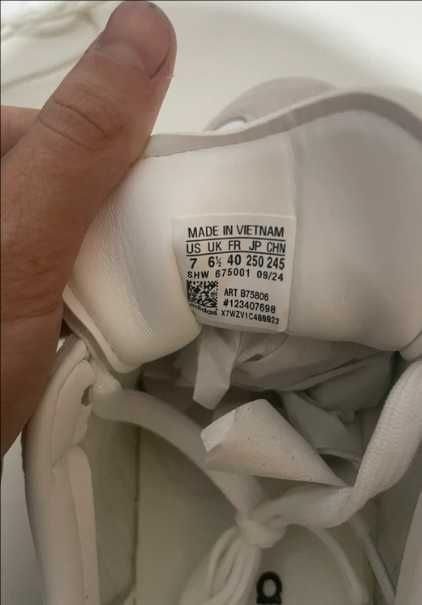 MADE IN VIETNAM
US UK FR JP CHN
7 6½ 40 250 245
SHW 675001 09/24
ART B75806
#123407698
adidas